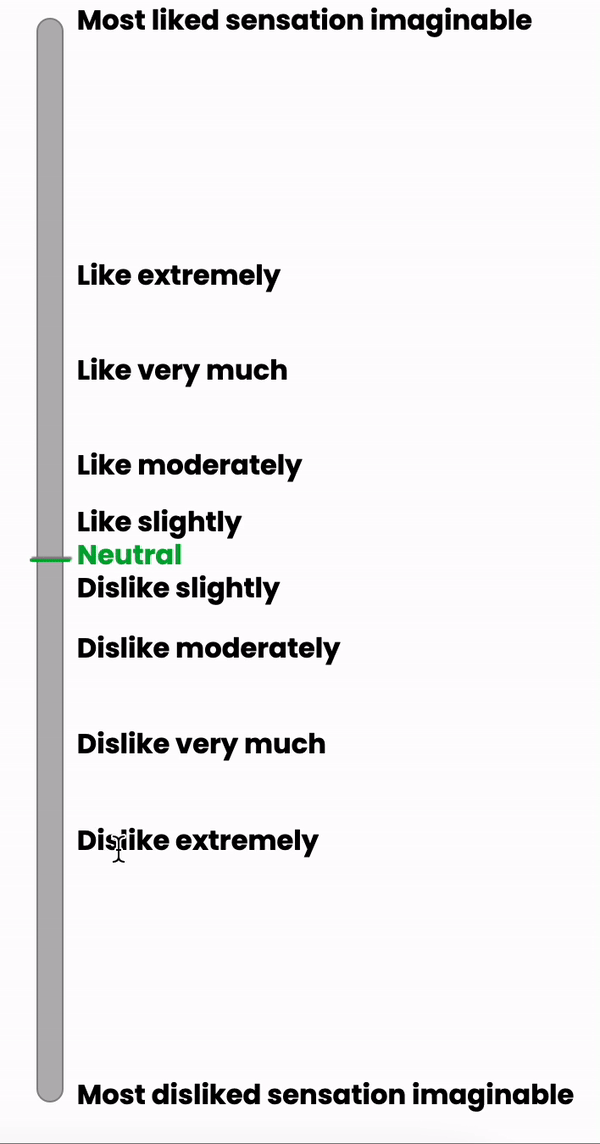 Most liked sensation imaginable
Like extremely
Like very much
Like moderately
Like slightly
Neutral
Dislike slightly
Dislike moderately
Dislike very much
Dislike extremely
Most disliked sensation imaginable